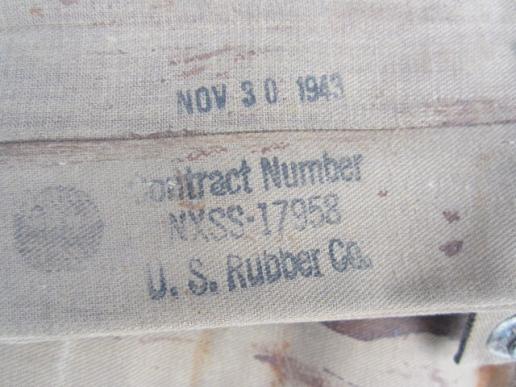 NOV 30 1943
Contract Number
NXSS-17958
U. S. Rubber Co.